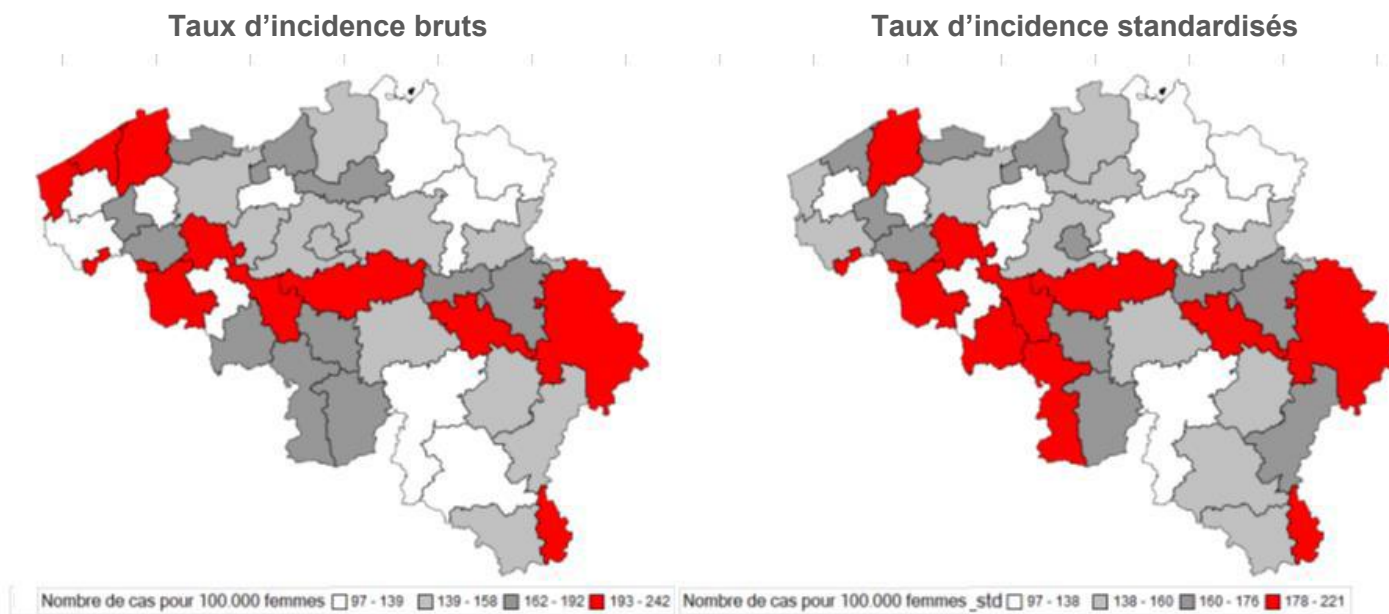 Taux d’incidence bruts
Taux d’incidence standardisés
Nombre de cas pour 100.000 femmes 97 - 139 139 - 158 162 - 192 193 - 242
Nombre de cas pour 100.000 femmes_std 97 - 138 138 - 160 160 - 176 178 - 221